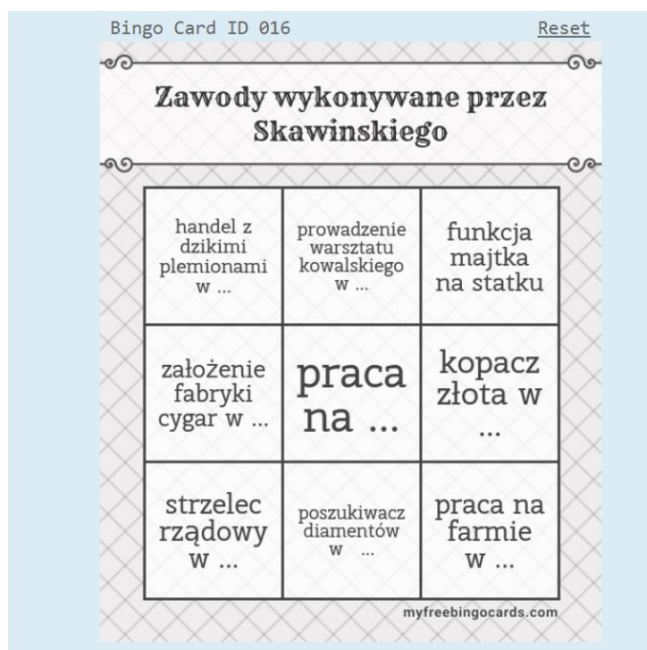 Bingo Card ID 016 Reset
Zawody wykonywane przez
Skawinskiego
handel z
dzikimi
plemionami
w ...
prowadzenie
warsztatu
kowalskiego
w ...
funkcja
majtka
na statku
założenie
fabryki
cygar w ...
praca
na ...
kopacz
złota w
...
strzelec
rządowy
w ...
poszukiwacz
diamentów
w ...
praca na
farmie
w ...
myfreebingocards.com